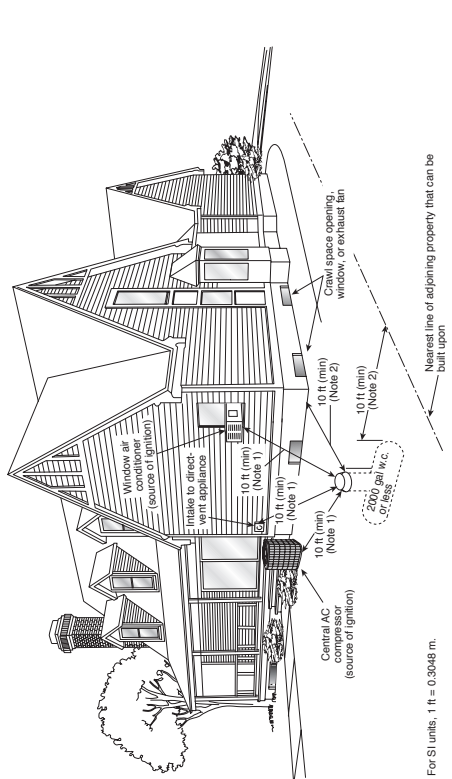 Window air
conditioner
(source of ignition)
Intake to direct-
vent appliance
10 ft (min)
(Note 1)
10 ft (min)
(Note 1)
10 ft (min)
(Note 1)
Central AC
compressor
(source of ignition)
Crawl space opening,
window, or exhaust fan
10 ft (min)
(Note 2)
10 ft (min)
(Note 2)
2000 gal w.c.
or less
Nearest line of adjoining property that can be
built upon
For SI units, 1 ft = 0.3048 m.